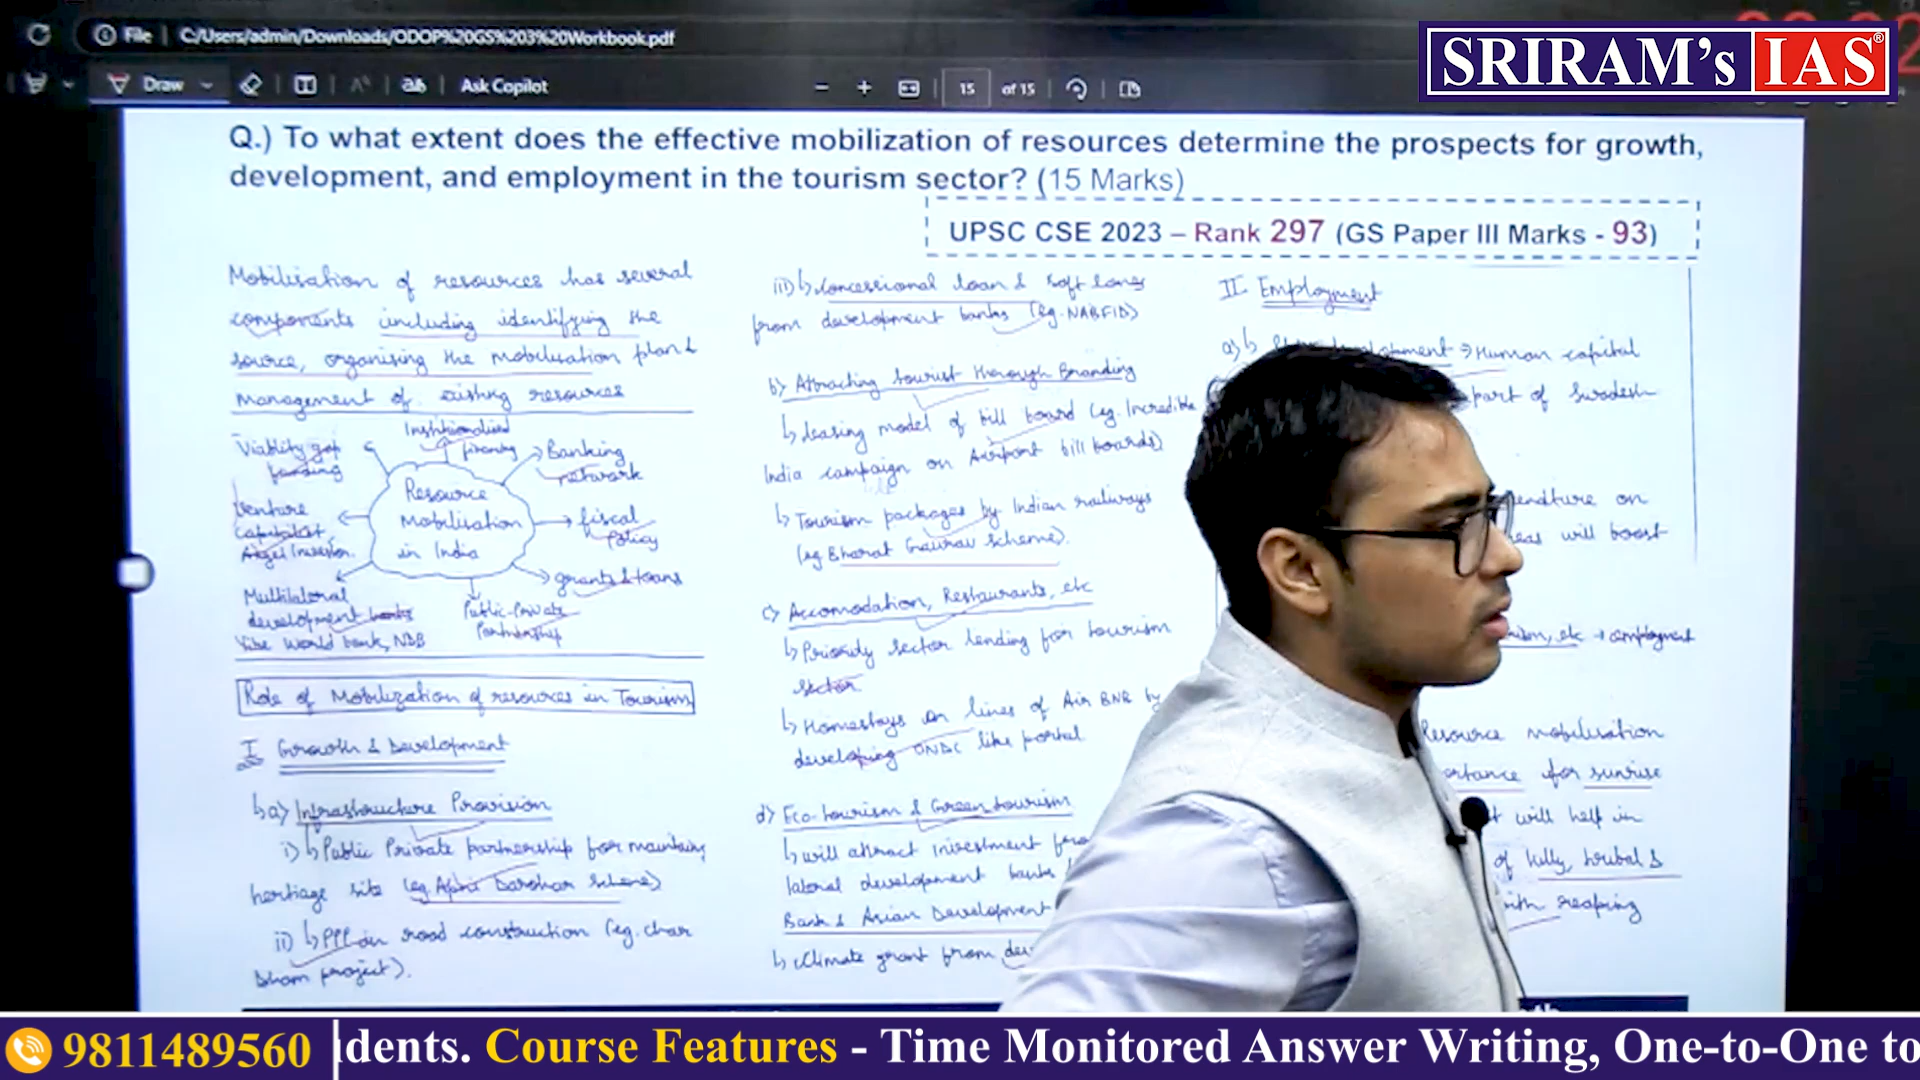 File | C:/Users/admin/Downloads/ODOP%20GS%203%20Workbook.pdf
SRIRAM's IAS
Draw
Ask Copilot
15 of 15
Q.) To what extent does the effective mobilization of resources determine the prospects for growth,
development, and employment in the tourism sector? (15 Marks)
UPSC CSE 2023 – Rank 297 (GS Paper III Marks - 93)
Mobilisation of resources has several
components including identifying the
source, organising the mobilisation plan &
management of existing resources
Viability gap
funding
Banking
network
Venture
Capitalist,
Angel Investor
Resource
Mobilisation
in India
fiscal
Policy
grants & loans
Multilateral
development banks
like World bank, NDB
Public-Private
Partnership
Role of Mobilization of resources in Tourism
I Growth & Development
a) Infrastructure Provision
i) Public Private partnership for
heritage site (eg. Darshan Scheme)
ii) PPP in road construction (eg. char
Dham project).
iii) Concessional loan & soft loans
from development banks (eg. NABFID)
b) Attracting tourist through Branding
leasing model of bill board (eg. Incredible
India campaign on Airport bill boards)
Tourism packages by Indian railways
(eg Bharat Gaurav Scheme).
c) Accomodation, Restaurants, etc
Priority sector lending for tourism
sector
Homestays on lines of Air BNB by
developing ONDC like portal
d) Eco-tourism & Green tourism
will attract investment
lateral development banks
Bank & Asian Development
Climate grant from
II Employment
Human capital
part of Swadesh
on
will boost
etc → employment
Resource mobilisation
for sunrise
will help in
of hilly, tribal &
reaping
9811489560 | dents. Course Features - Time Monitored Answer Writing, One-to-One to